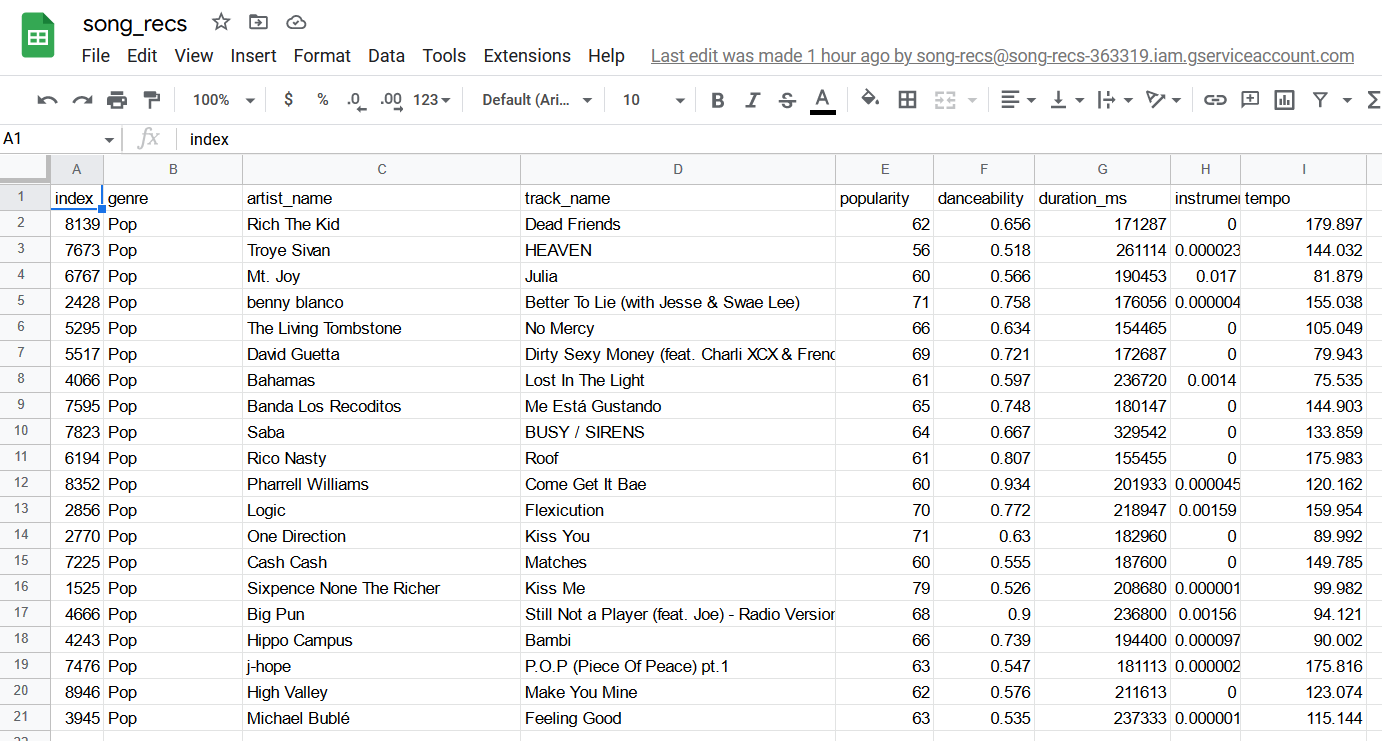 song_recs
File Edit View Insert Format Data Tools Extensions Help Last edit was made 1 hour ago by song-recs@song-recs-363319.iam.gserviceaccount.com
100% $ % .0 .00 123 Default (Ari... 10 B I S A
A1 fx index
A B C D E F G H I
1 index genre artist_name track_name popularity danceability duration_ms instrumer tempo
2 8139 Pop Rich The Kid Dead Friends 62 0.656 171287 0 179.897
3 7673 Pop Troye Sivan HEAVEN 56 0.518 261114 0.000023 144.032
4 6767 Pop Mt. Joy Julia 60 0.566 190453 0.017 81.879
5 2428 Pop benny blanco Better To Lie (with Jesse & Swae Lee) 71 0.758 176056 0.000004 155.038
6 5295 Pop The Living Tombstone No Mercy 66 0.634 154465 0 105.049
7 5517 Pop David Guetta Dirty Sexy Money (feat. Charli XCX & Frenc 69 0.721 172687 0 79.943
8 4066 Pop Bahamas Lost In The Light 61 0.597 236720 0.0014 75.535
9 7595 Pop Banda Los Recoditos Me Está Gustando 65 0.748 180147 0 144.903
10 7823 Pop Saba BUSY / SIRENS 64 0.667 329542 0 133.859
11 6194 Pop Rico Nasty Roof 61 0.807 155455 0 175.983
12 8352 Pop Pharrell Williams Come Get It Bae 60 0.934 201933 0.000045 120.162
13 2856 Pop Logic Flexicution 70 0.772 218947 0.00159 159.954
14 2770 Pop One Direction Kiss You 71 0.63 182960 0 89.992
15 7225 Pop Cash Cash Matches 60 0.555 187600 0 149.785
16 1525 Pop Sixpence None The Richer Kiss Me 79 0.526 208680 0.000001 99.982
17 4666 Pop Big Pun Still Not a Player (feat. Joe) - Radio Version 68 0.9 236800 0.00156 94.121
18 4243 Pop Hippo Campus Bambi 66 0.739 194400 0.000097 90.002
19 7476 Pop j-hope P.O.P (Piece Of Peace) pt.1 63 0.547 181113 0.000002 175.816
20 8946 Pop High Valley Make You Mine 62 0.576 211613 0 123.074
21 3945 Pop Michael Bublé Feeling Good 63 0.535 237333 0.000001 115.144